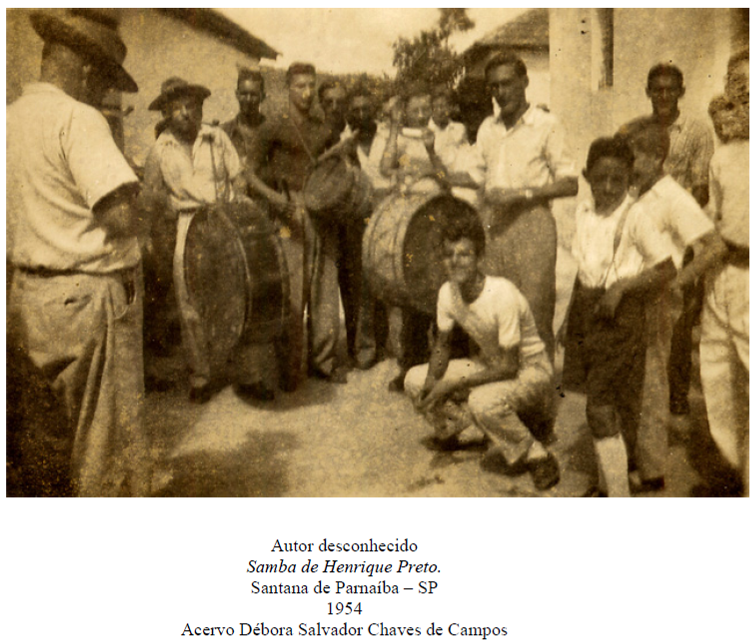 Autor desconhecido
Samba de Henrique Preto.
Santana de Parnaíba – SP
1954
Acervo Débora Salvador Chaves de Campos